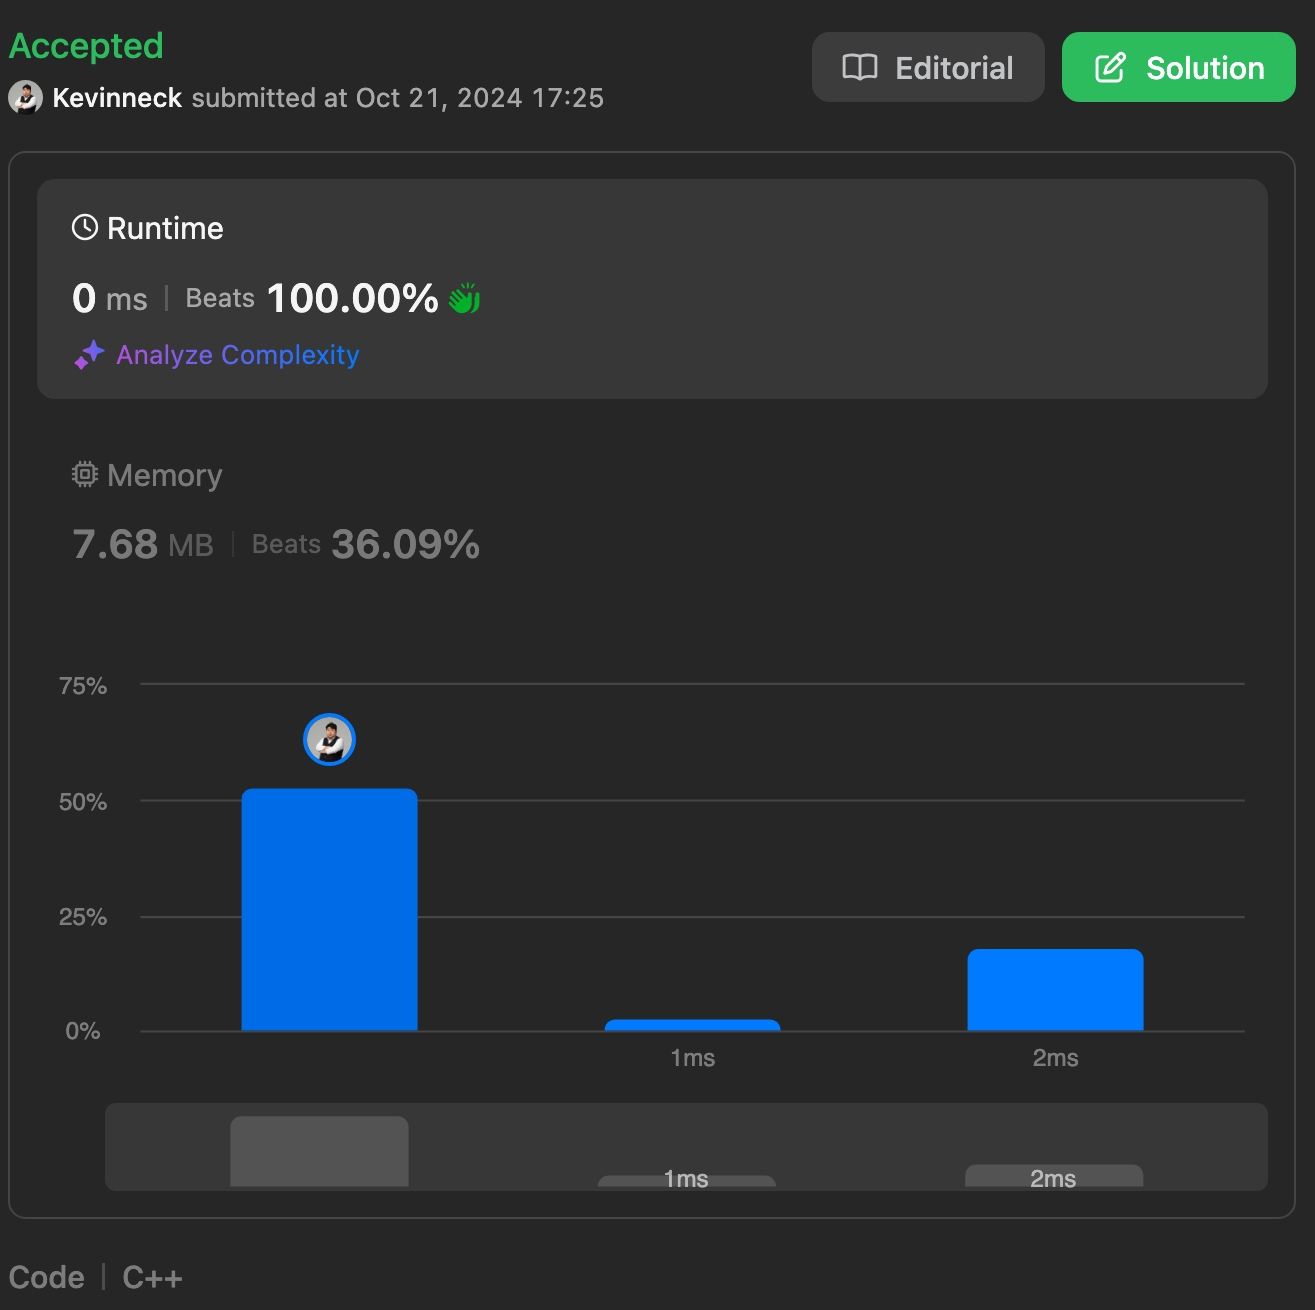 Accepted
Kevinneck submitted at Oct 21, 2024 17:25
Editorial
Solution
Runtime
0 ms | Beats 100.00%
Analyze Complexity
Memory
7.68 MB | Beats 36.09%
75%
50%
25%
0%
1ms 2ms
1ms 2ms
Code | C++